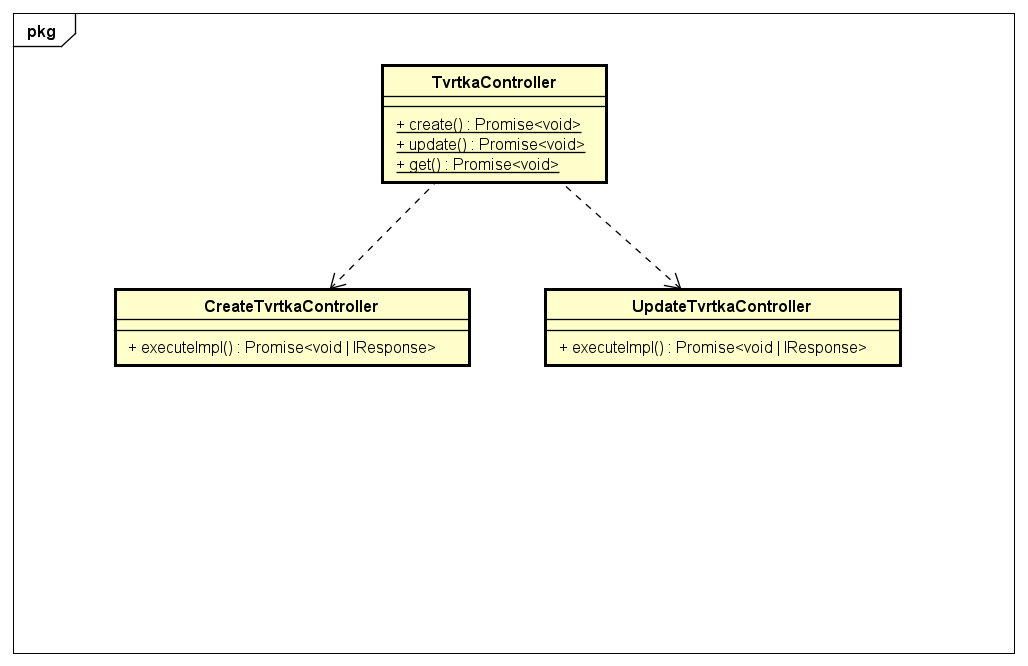 pkg
TvrtkaController
+ create() : Promise<void>
+ update() : Promise<void>
+ get() : Promise<void>
CreateTvrtkaController
+ executeImpl() : Promise<void | IResponse>
UpdateTvrtkaController
+ executeImpl() : Promise<void | IResponse>